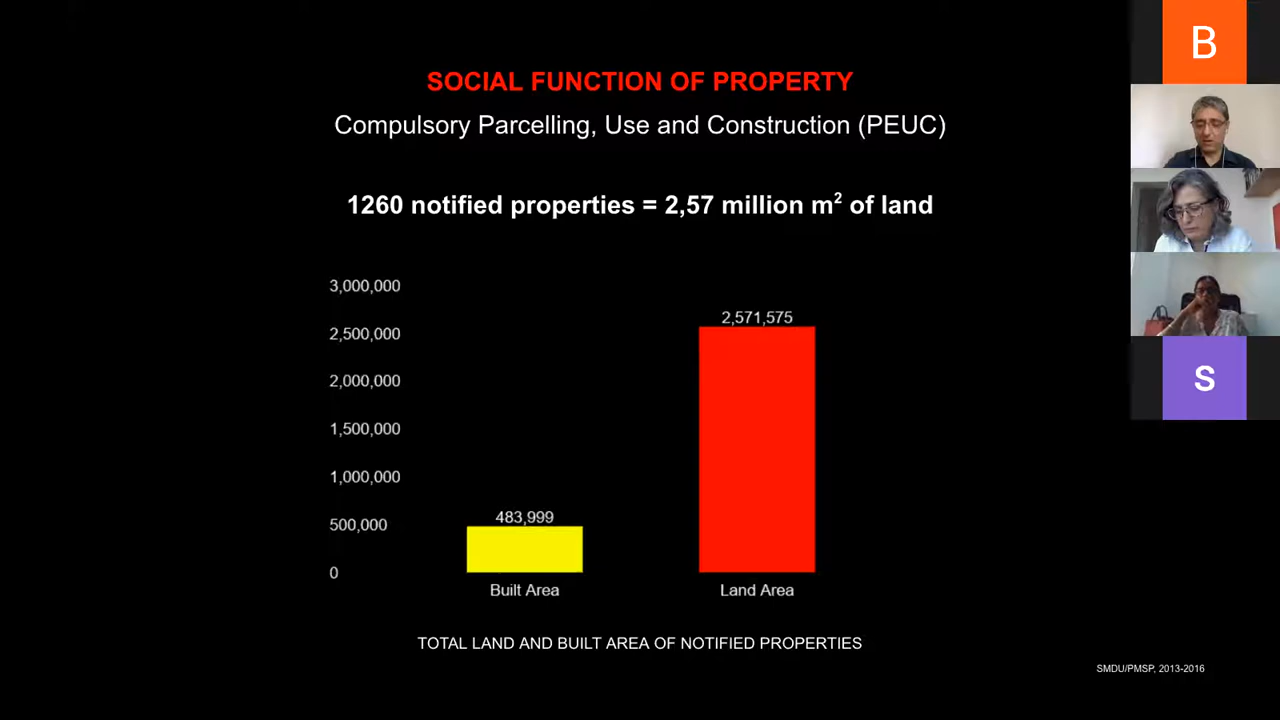 SOCIAL FUNCTION OF PROPERTY
Compulsory Parcelling, Use and Construction (PEUC)
1260 notified properties = 2,57 million m² of land
3,000,000
2,500,000
2,000,000
1,500,000
1,000,000
500,000
0
483,999
2,571,575
Built Area
Land Area
TOTAL LAND AND BUILT AREA OF NOTIFIED PROPERTIES
SMDU/PMSP, 2013-2016
B
S